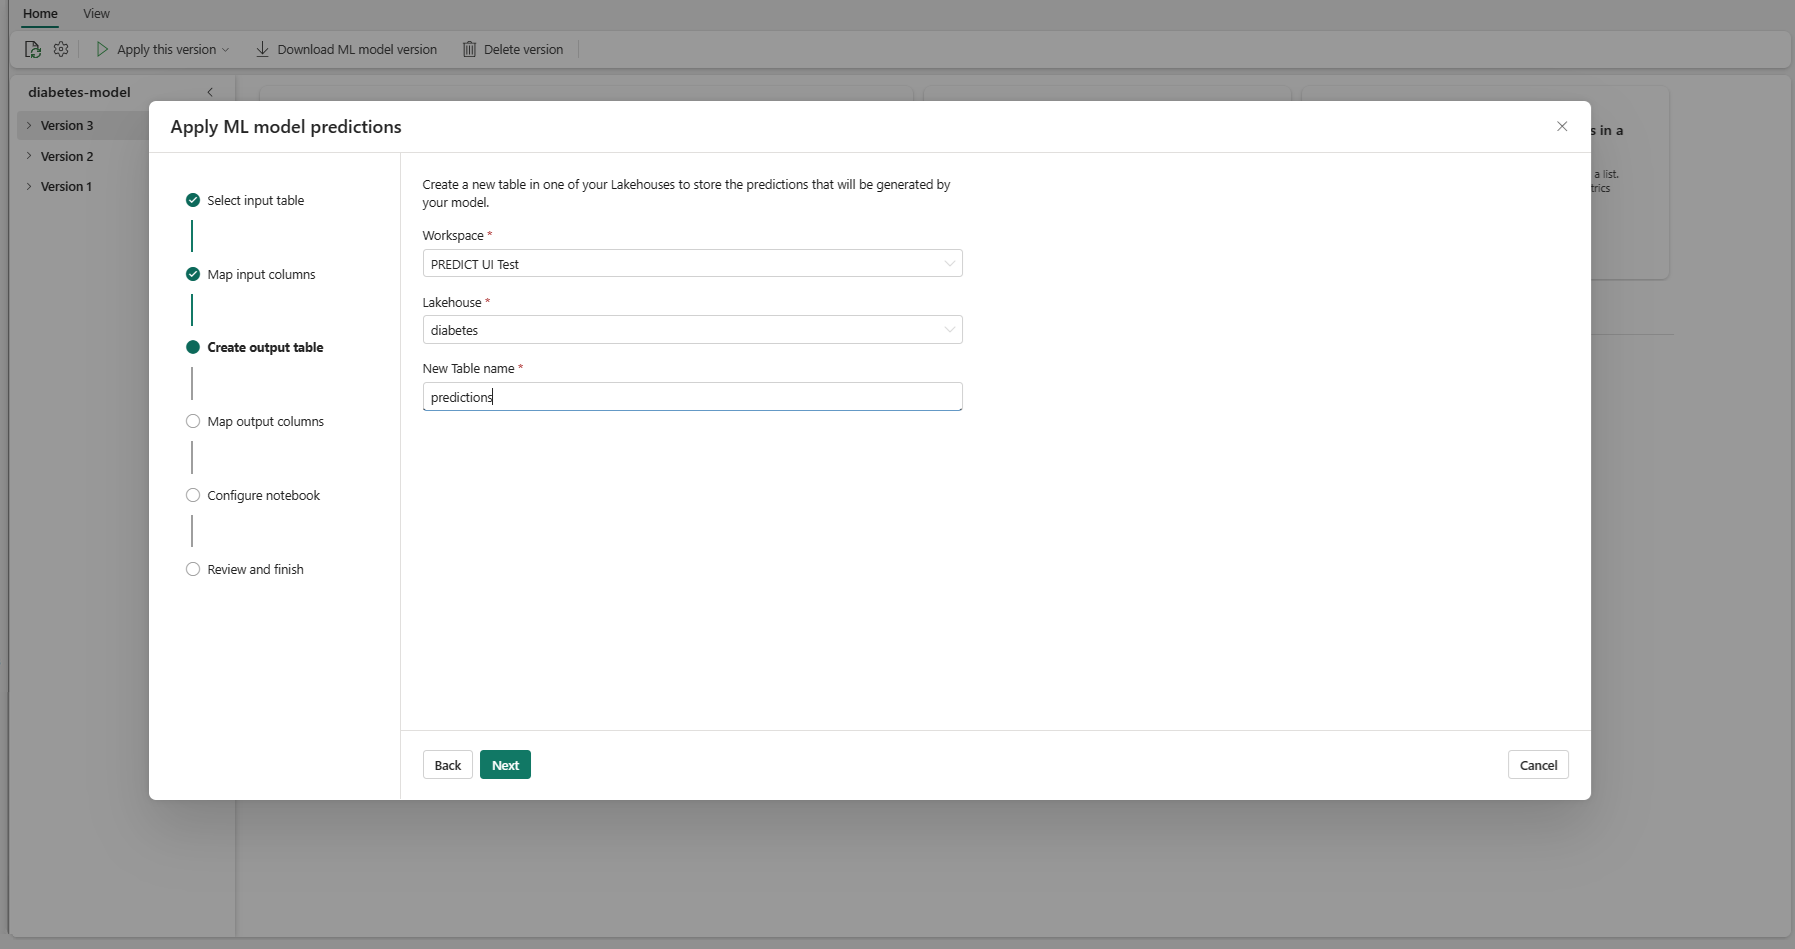 Home View
Apply this version Download ML model version Delete version
diabetes-model
Version 3
Version 2
Version 1
s in a
a list.
trics
Apply ML model predictions
Select input table
Map input columns
Create output table
Map output columns
Configure notebook
Review and finish
Create a new table in one of your Lakehouses to store the predictions that will be generated by
your model.
Workspace *
PREDICT UI Test
Lakehouse *
diabetes
New Table name *
predictions
Back Next Cancel